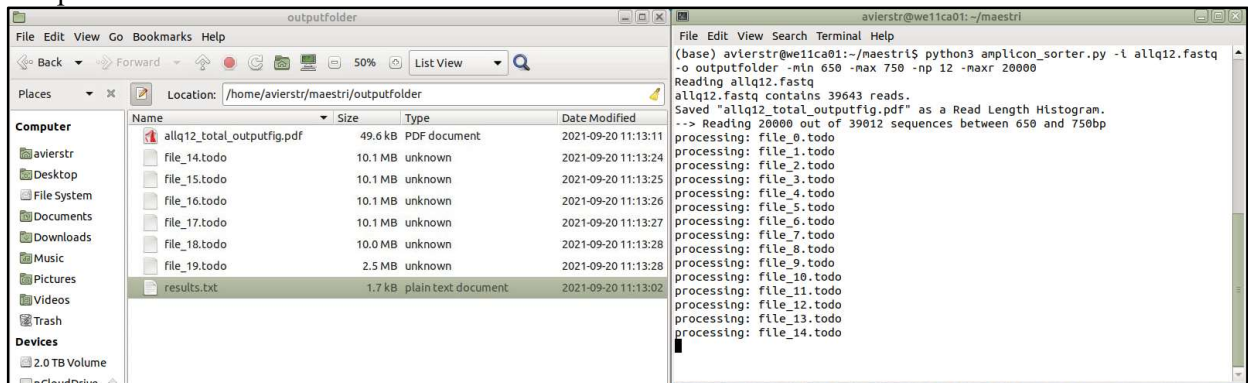 outputfolder
File Edit View Go Bookmarks Help
Back Forward 50% List View
Places Location: /home/avierstr/maestri/outputfolder
Name Size Type Date Modified
Computer
avierstr
Desktop
File System
Documents
Downloads
Music
Pictures
Videos
Trash
Devices
2.0 TB Volume
pCloudDrive
allq12_total_outputfig.pdf 49.6 kB PDF document 2021-09-20 11:13:11
file_14.todo 10.1 MB unknown 2021-09-20 11:13:24
file_15.todo 10.1 MB unknown 2021-09-20 11:13:25
file_16.todo 10.1 MB unknown 2021-09-20 11:13:26
file_17.todo 10.1 MB unknown 2021-09-20 11:13:27
file_18.todo 10.0 MB unknown 2021-09-20 11:13:28
file_19.todo 2.5 MB unknown 2021-09-20 11:13:28
results.txt 1.7 kB plain text document 2021-09-20 11:13:02
avierstr@we11ca01: ~/maestri
File Edit View Search Terminal Help
(base) avierstr@we11ca01:~/maestri$ python3 amplicon_sorter.py -i allq12.fastq
-o outputfolder -min 650 -max 750 -np 12 -maxr 20000
Reading allq12.fastq
allq12.fastq contains 39643 reads.
Saved "allq12_total_outputfig.pdf" as a Read Length Histogram.
--> Reading 20000 out of 39012 sequences between 650 and 750bp
processing: file_0.todo
processing: file_1.todo
processing: file_2.todo
processing: file_3.todo
processing: file_4.todo
processing: file_5.todo
processing: file_6.todo
processing: file_7.todo
processing: file_8.todo
processing: file_9.todo
processing: file_10.todo
processing: file_11.todo
processing: file_12.todo
processing: file_13.todo
processing: file_14.todo